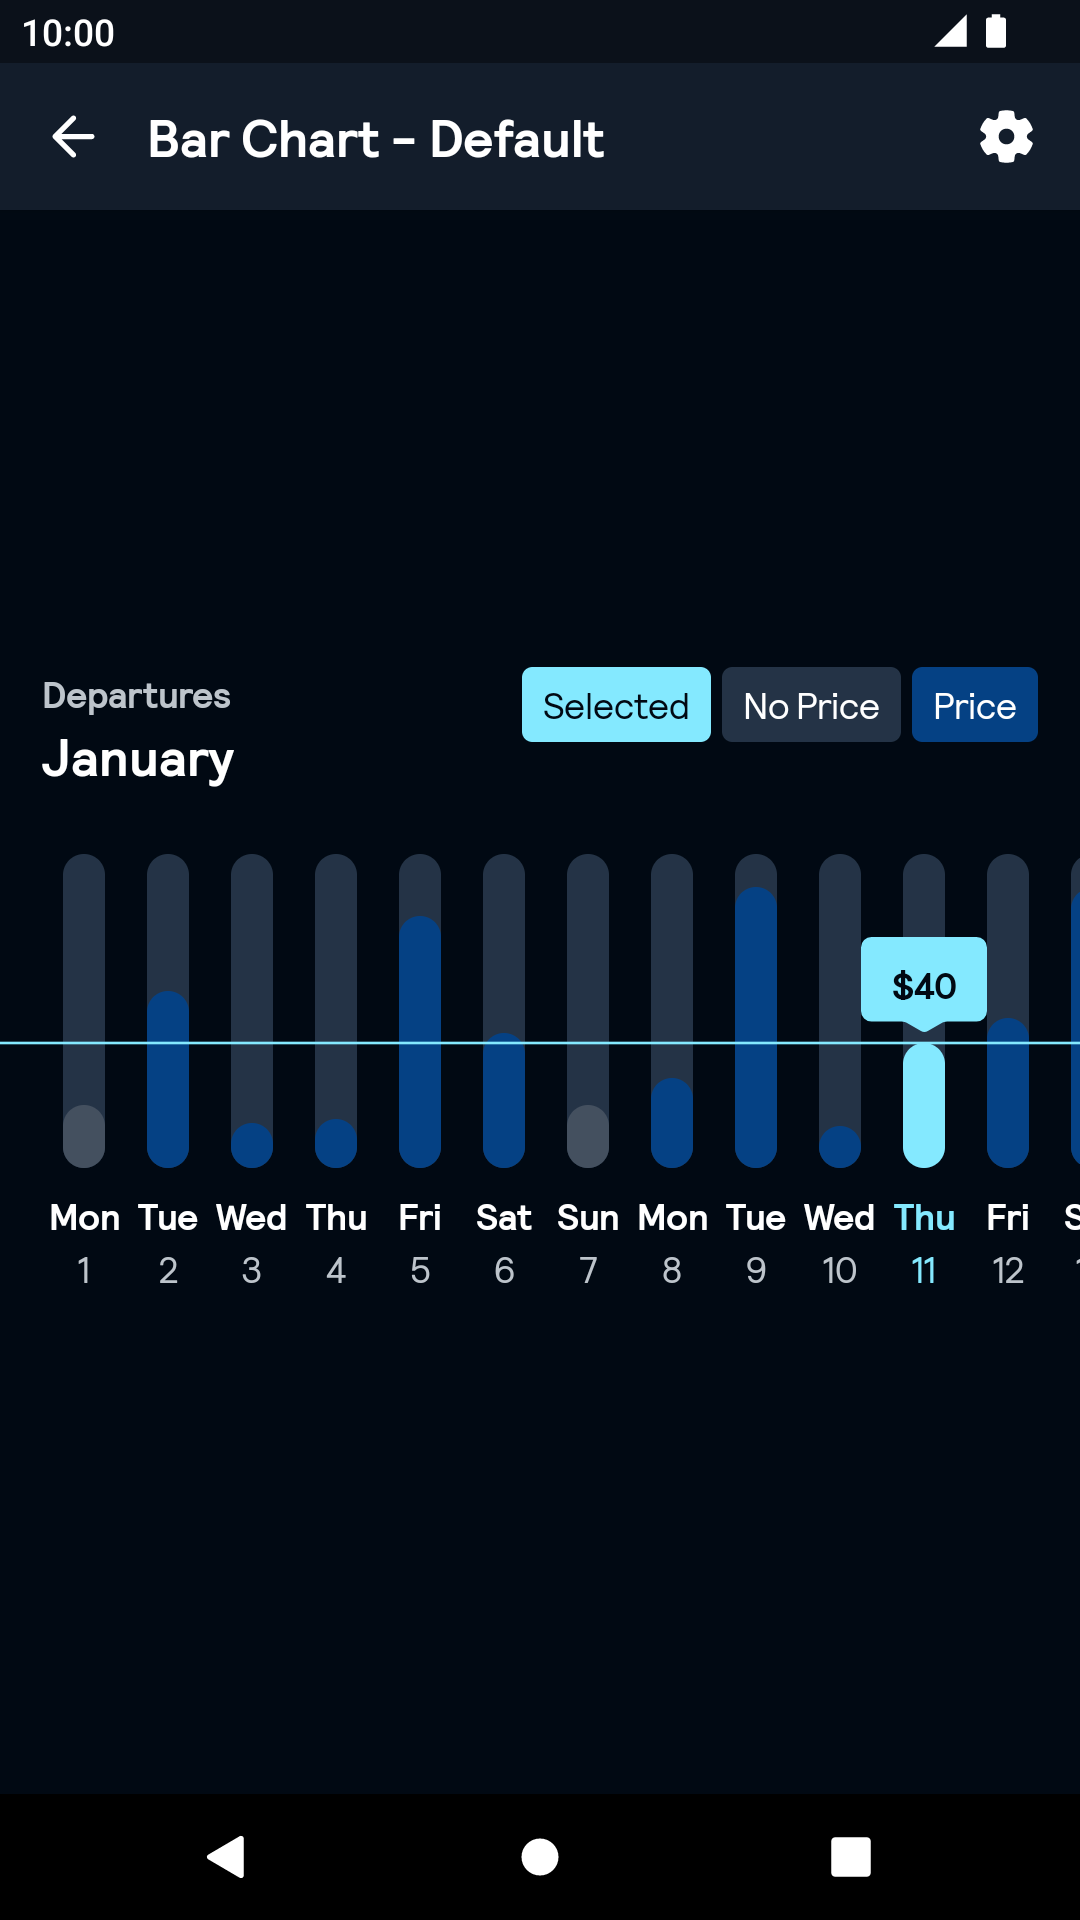 10:00
Bar Chart - Default
Departures
January
Selected No Price Price
$40
Mon Tue Wed Thu Fri Sat Sun Mon Tue Wed Thu Fri
1 2 3 4 5 6 7 8 9 10 11 12